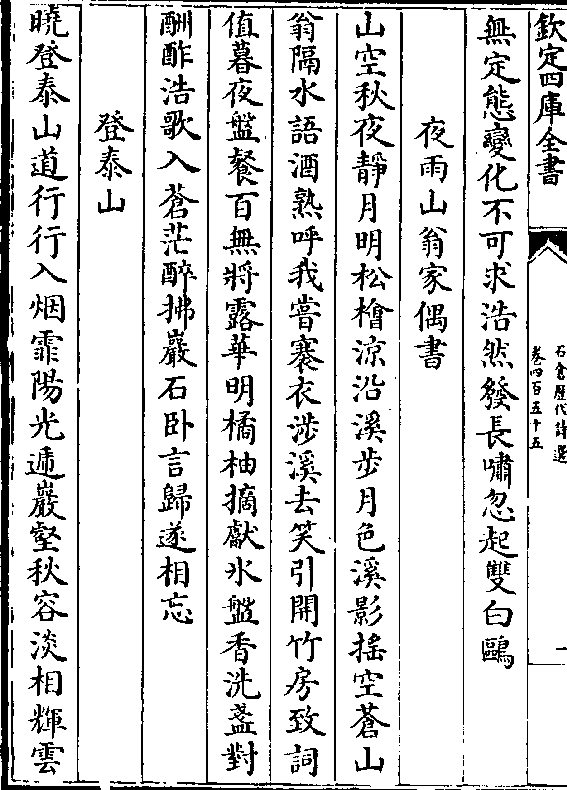 欽定四庫全書
石倉歷代詩選
卷四百五十五
一
無定態變化不可求浩然發長嘯忽起雙白鷗
夜雨山翁家偶書
山空秋夜靜月明松檜涼沿溪步月色溪影搖空蒼山
翁隔水語酒熟呼我嘗褰衣涉溪去笑引開竹房致詞
值暮夜盤餐百無將露華明橘柚摘獻氷盤香洗盞對
酬酢浩歌入蒼茫醉拂巖石卧言歸遂相忘
登泰山
曉登泰山道行行入烟霏陽光遞巖壑秋容淡相輝雲